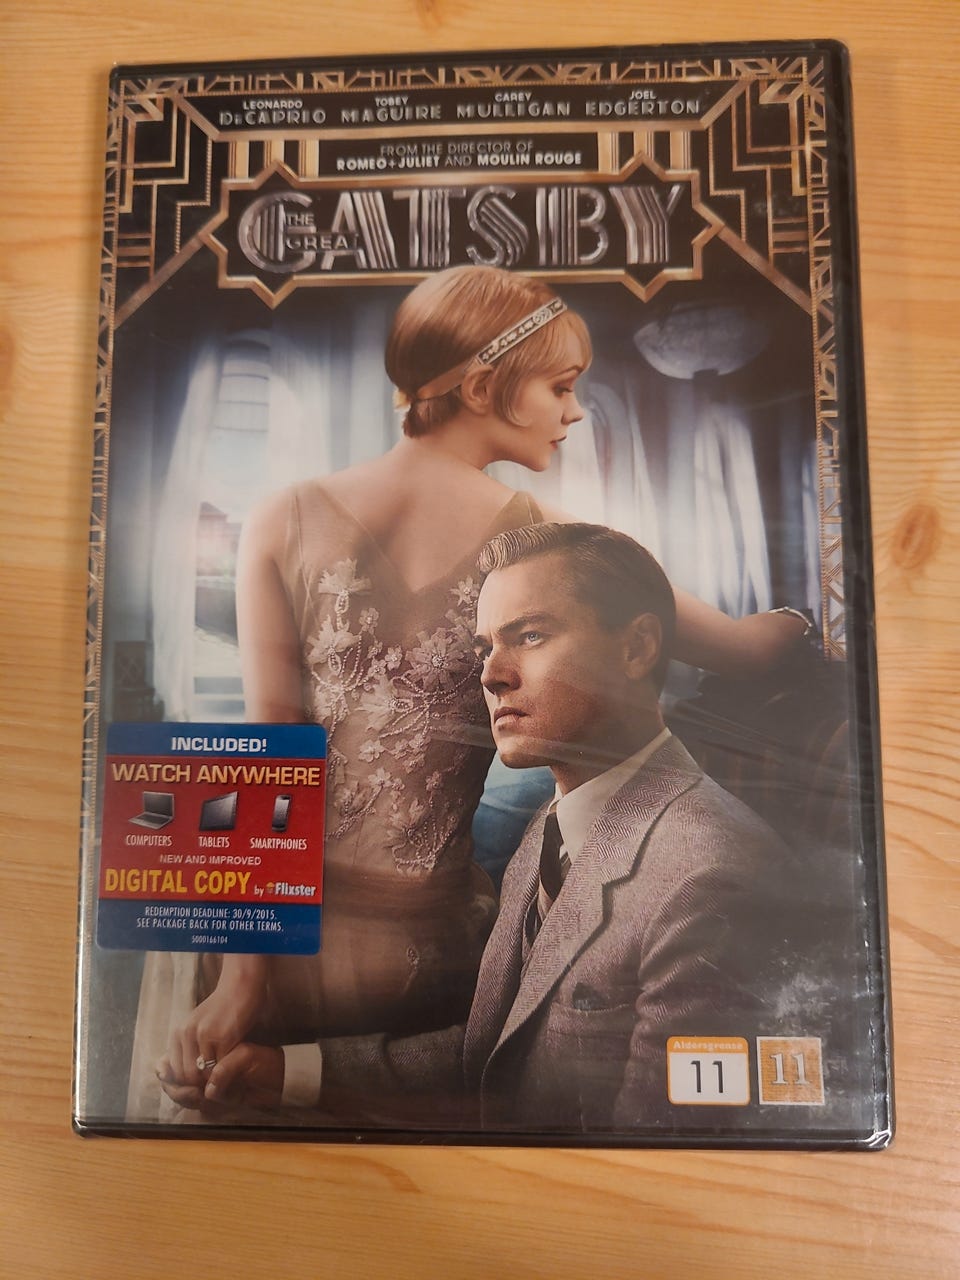 LEONARDO
DiCAPRIO
TOBEY
MAGUIRE
CAREY
MULLIGAN
JOEL
EDGERTON
FROM THE DIRECTOR OF
ROMEO+JULIET AND MOULIN ROUGE
THE
GREAT
GATSBY
INCLUDED!
WATCH ANYWHERE
COMPUTERS TABLETS SMARTPHONES
NEW AND IMPROVED
DIGITAL COPY by Flixster
REDEMPTION DEADLINE: 30/9/2015.
SEE PACKAGE BACK FOR OTHER TERMS.
5000166104
Aldersgrense
11
11